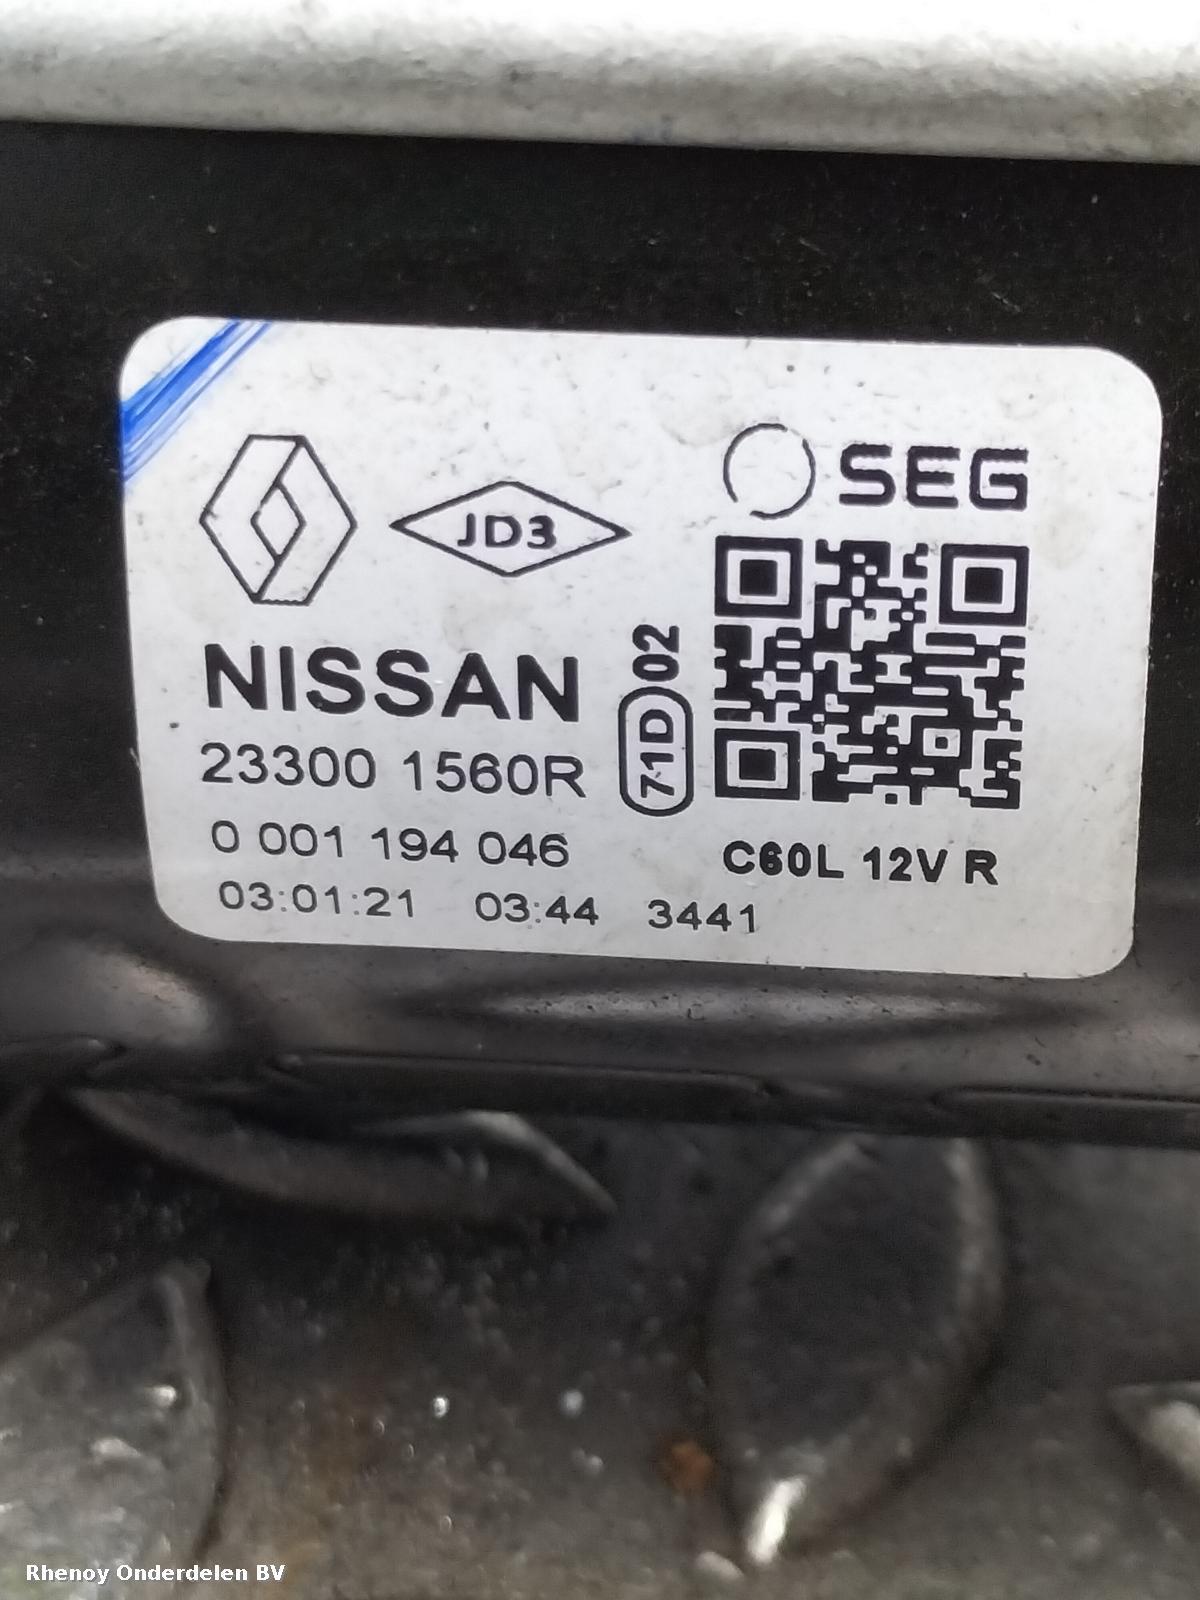 SEG
JD3
NISSAN
71D 02
23300 1560R
0 001 194 046
C60L 12V R
03:01:21 03:44 3441
Rhenoy Onderdelen BV